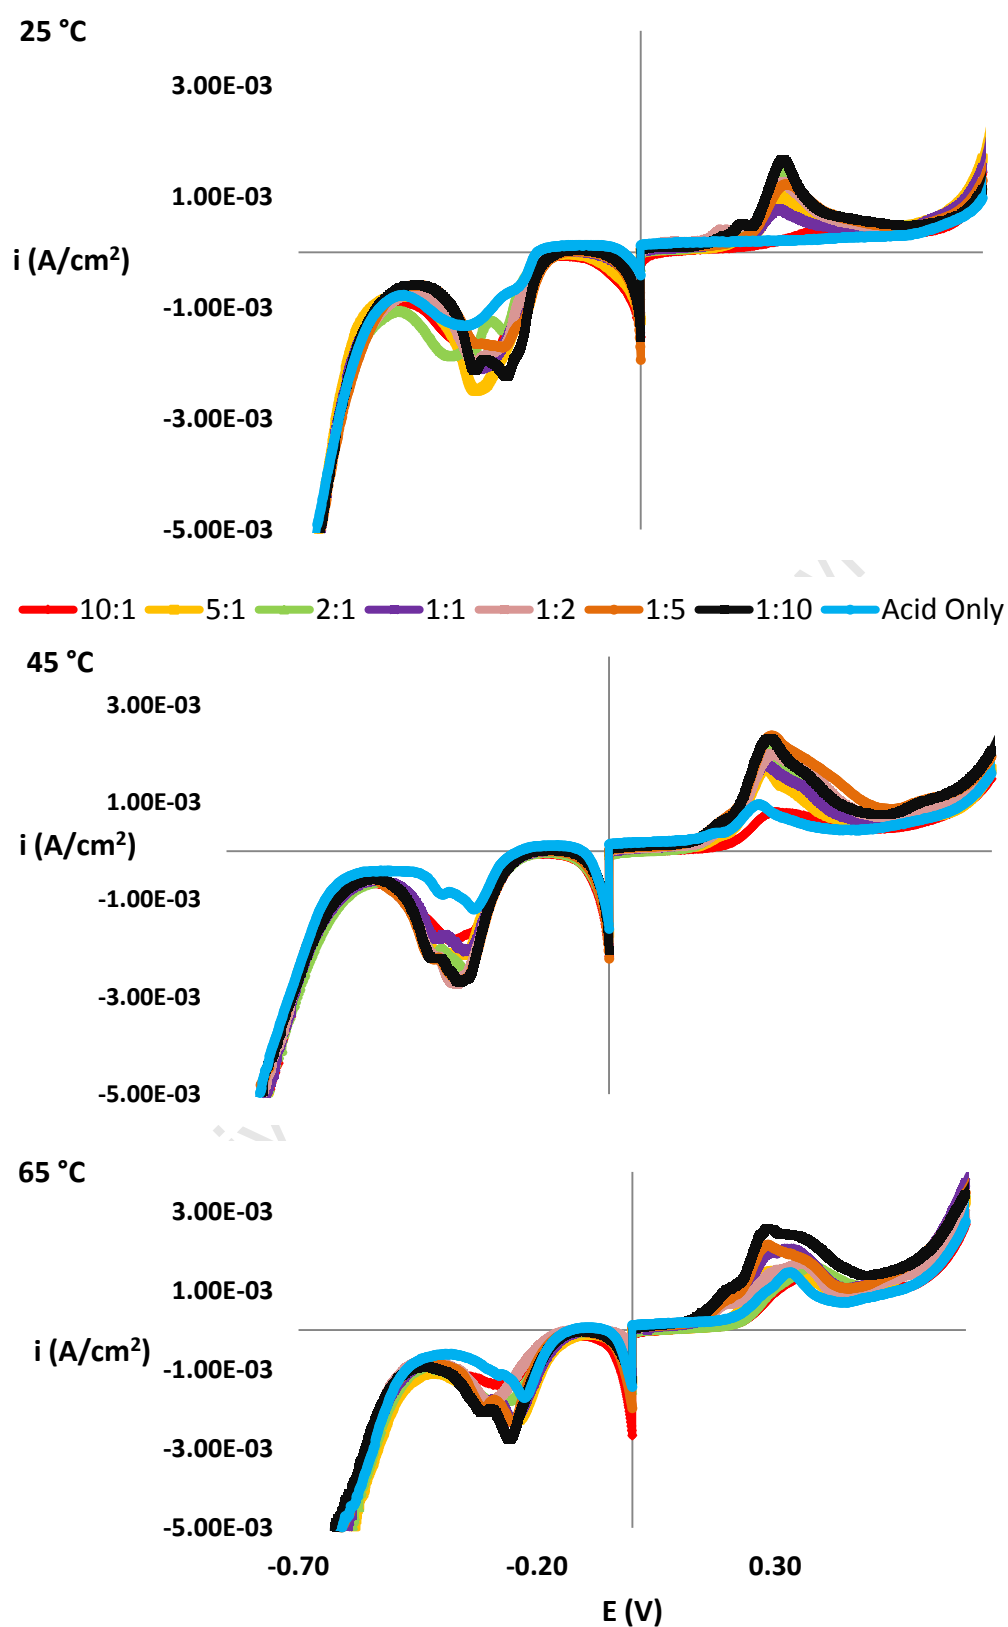 25 °C
3.00E-03
1.00E-03
i (A/cm²)
-1.00E-03
-3.00E-03
-5.00E-03
10:1 5:1 2:1 1:1 1:2 1:5 1:10 Acid Only
45 °C
3.00E-03
1.00E-03
i (A/cm²)
-1.00E-03
-3.00E-03
-5.00E-03
65 °C
3.00E-03
1.00E-03
i (A/cm²)
-1.00E-03
-3.00E-03
-5.00E-03
-0.70 -0.20 0.30
E (V)